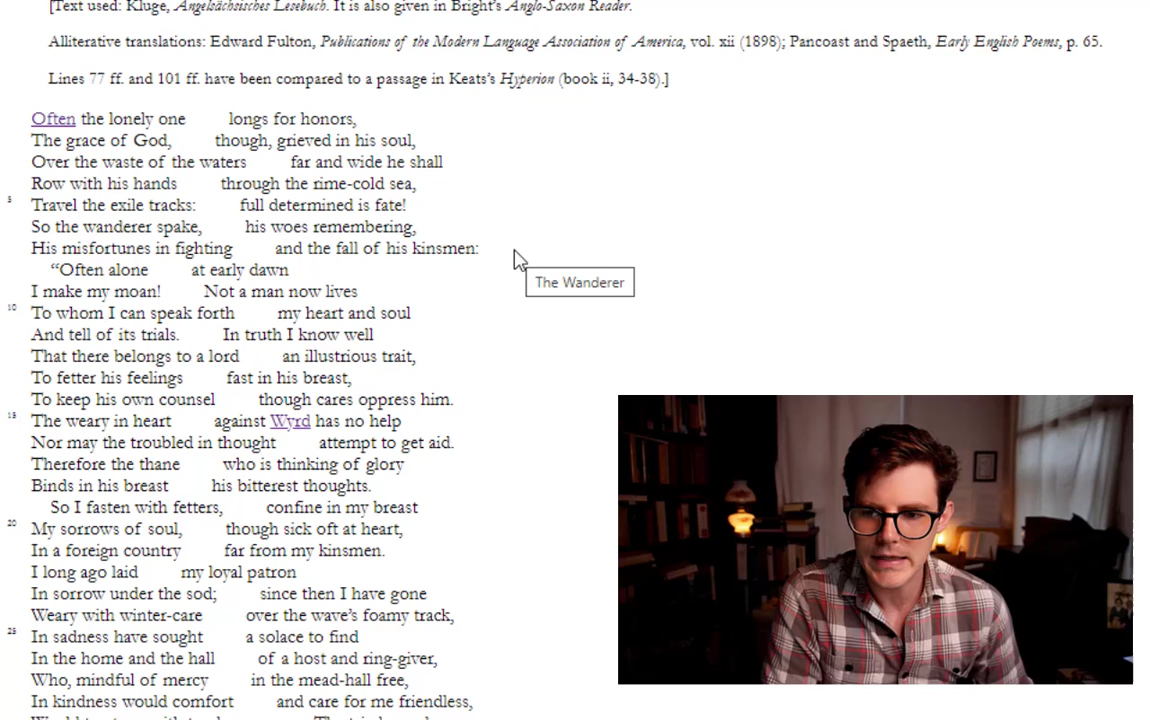 [Text used: Kluge, Angelsächsisches Lesebuch. It is also given in Bright's Anglo-Saxon Reader.
Alliterative translations: Edward Fulton, Publications of the Modern Language Association of America, vol. xii (1898); Pancoast and Spaeth, Early English Poems, p. 65.
Lines 77 ff. and 101 ff. have been compared to a passage in Keats's Hyperion (book ii, 34-38).]
Often the lonely one longs for honors,
The grace of God, though, grieved in his soul,
Over the waste of the waters far and wide he shall
Row with his hands through the rime-cold sea,
5 Travel the exile tracks: full determined is fate!
So the wanderer spake, his woes remembering,
His misfortunes in fighting and the fall of his kinsmen:
The Wanderer
"Often alone at early dawn
I make my moan! Not a man now lives
10 To whom I can speak forth my heart and soul
And tell of its trials. In truth I know well
That there belongs to a lord an illustrious trait,
To fetter his feelings fast in his breast,
To keep his own counsel though cares oppress him.
15 The weary in heart against Wyrd has no help
Nor may the troubled in thought attempt to get aid.
Therefore the thane who is thinking of glory
Binds in his breast his bitterest thoughts.
So I fasten with fetters, confine in my breast
20 My sorrows of soul, though sick oft at heart,
In a foreign country far from my kinsmen.
I long ago laid my loyal patron
In sorrow under the sod; since then I have gone
Weary with winter-care over the wave's foamy track,
25 In sadness have sought a solace to find
In the home and the hall of a host and ring-giver,
Who, mindful of mercy in the mead-hall free,
In kindness would comfort and care for me friendless,